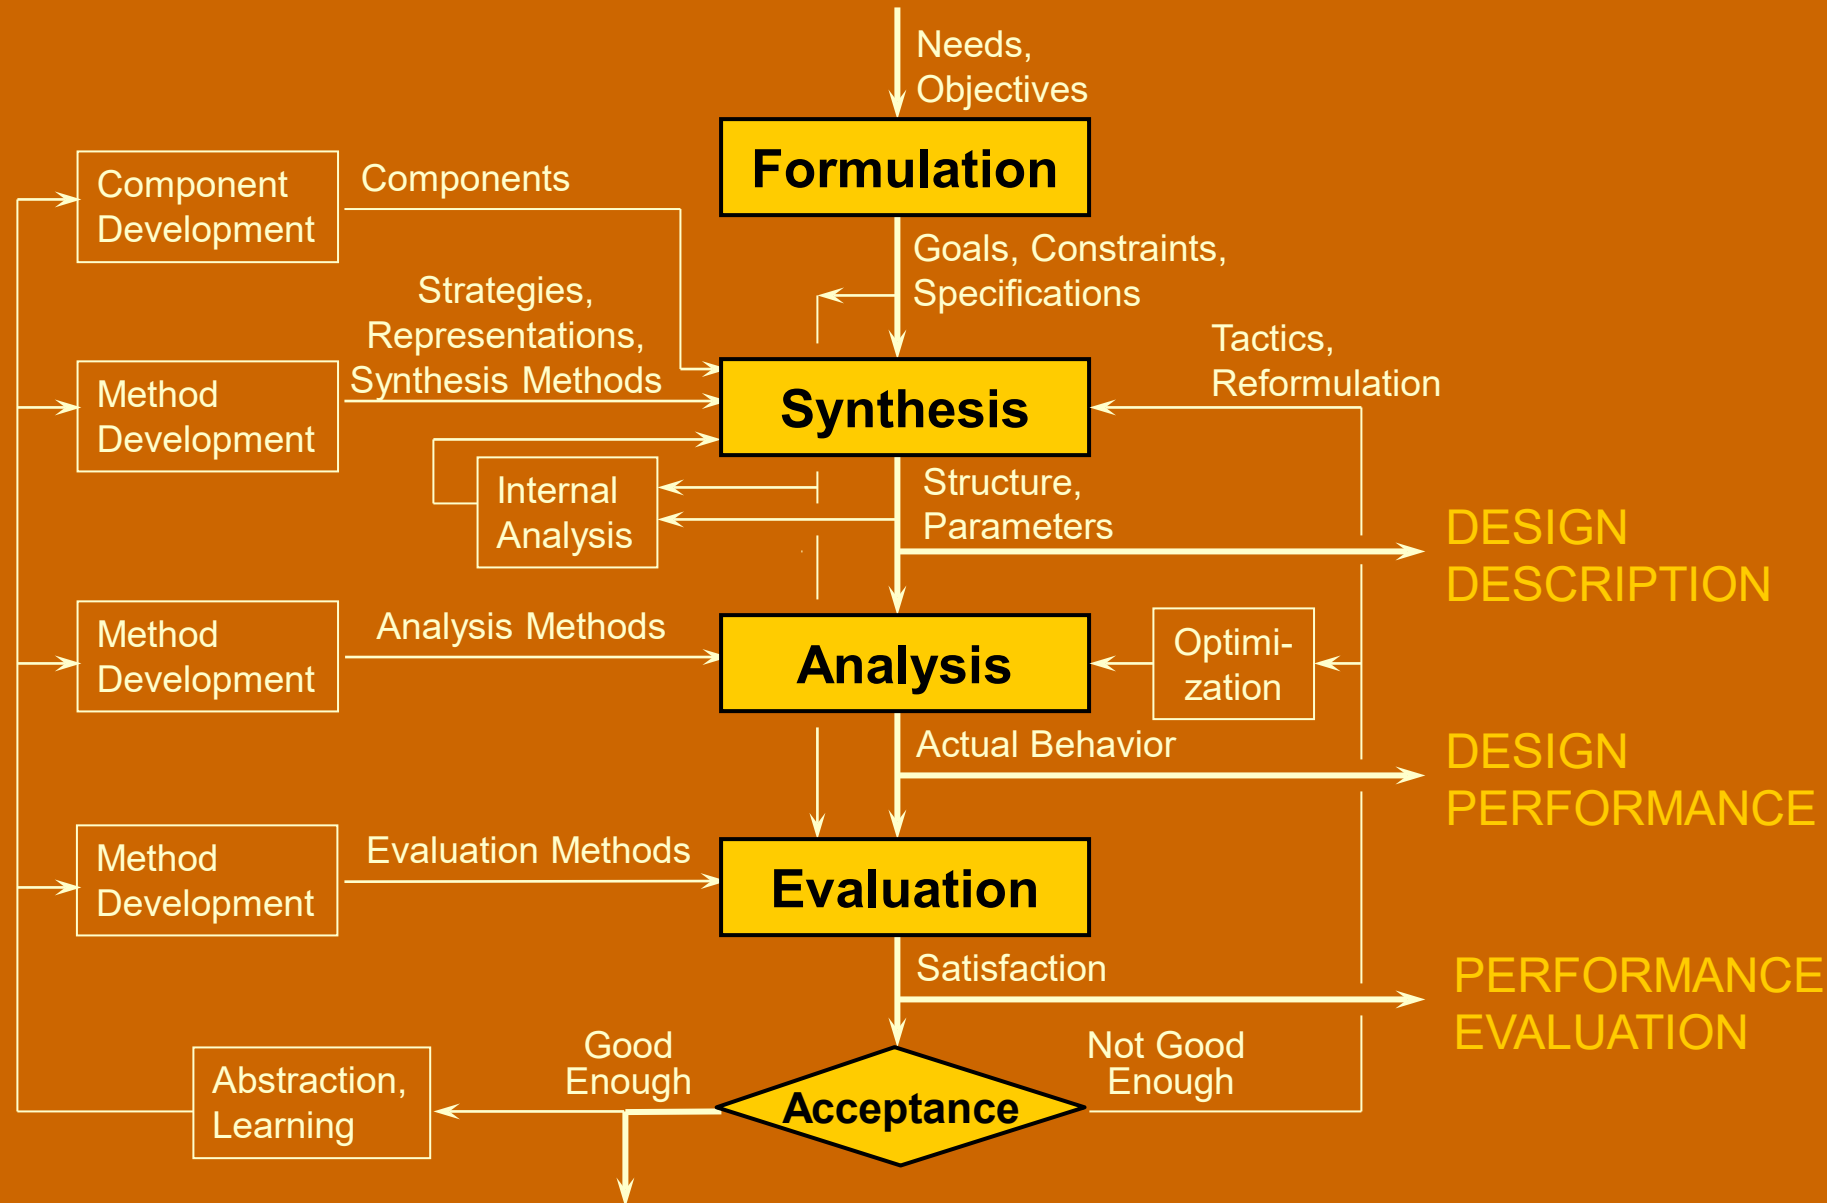 Needs,
Objectives
Formulation
Component
Development
Components
Goals, Constraints,
Specifications
Strategies,
Representations,
Synthesis Methods
Tactics,
Reformulation
Method
Development
Synthesis
Internal
Analysis
Structure,
Parameters
DESIGN
DESCRIPTION
Method
Development
Analysis Methods
Analysis
Optimi-
zation
Actual Behavior
DESIGN
PERFORMANCE
Method
Development
Evaluation Methods
Evaluation
Satisfaction
PERFORMANCE
EVALUATION
Abstraction,
Learning
Good
Enough
Acceptance
Not Good
Enough